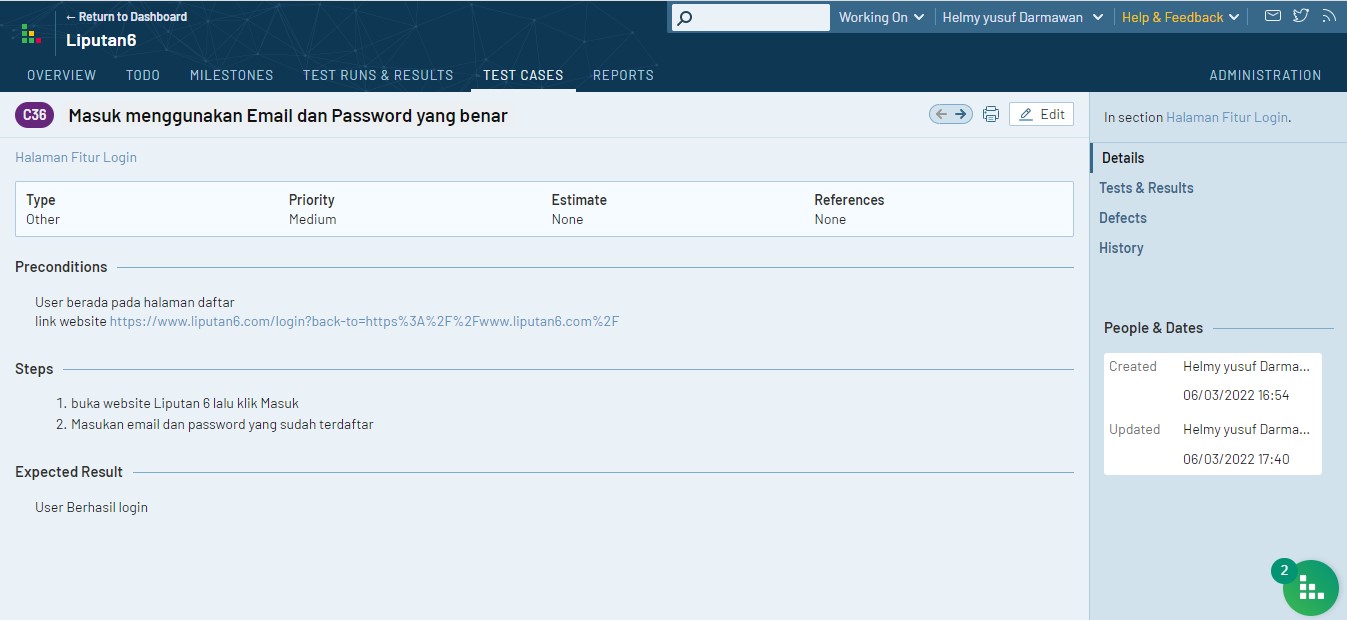 ← Return to Dashboard
Liputan6
Working On
Helmy yusuf Darmawan
Help & Feedback
OVERVIEW
TODO
MILESTONES
TEST RUNS & RESULTS
TEST CASES
REPORTS
ADMINISTRATION
C36
Masuk menggunakan Email dan Password yang benar
Edit
Halaman Fitur Login
Type
Other
Priority
Medium
Estimate
None
References
None
Preconditions
User berada pada halaman daftar
link website https://www.liputan6.com/login?back-to=https%3A%2F%2Fwww.liputan6.com%2F
Steps
1. buka website Liputan 6 lalu klik Masuk
2. Masukan email dan password yang sudah terdaftar
Expected Result
User Berhasil login
In section Halaman Fitur Login.
Details
Tests & Results
Defects
History
People & Dates
Created
Helmy yusuf Darma...
06/03/2022 16:54
Updated
Helmy yusuf Darma...
06/03/2022 17:40
2